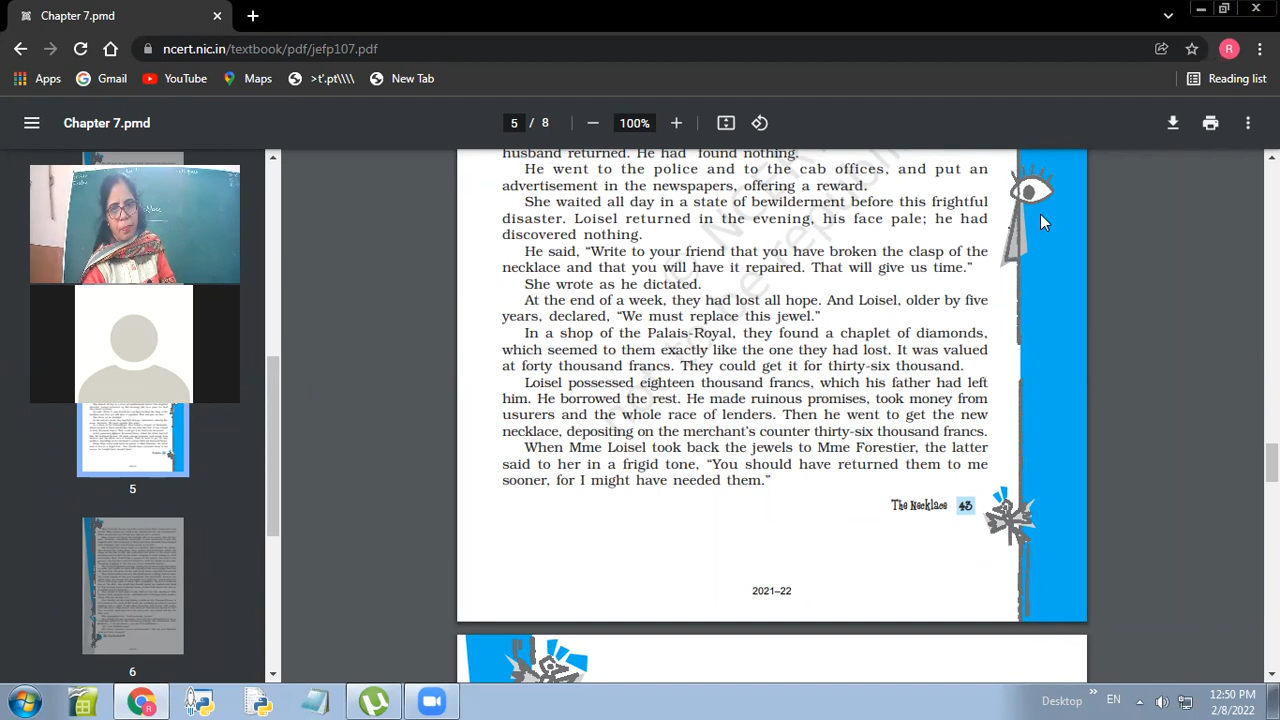 Chapter 7.pmd
ncert.nic.in/textbook/pdf/jefp107.pdf
Apps Gmail YouTube Maps >'t'.pt\\\\ New Tab Reading list
Chapter 7.pmd 5 / 8 100%
husband returned. He had found nothing.
He went to the police and to the cab offices, and put an
advertisement in the newspapers, offering a reward.
She waited all day in a state of bewilderment before this frightful
disaster. Loisel returned in the evening, his face pale; he had
discovered nothing.
He said, “Write to your friend that you have broken the clasp of the
necklace and that you will have it repaired. That will give us time.”
She wrote as he dictated.
At the end of a week, they had lost all hope. And Loisel, older by five
years, declared, “We must replace this jewel.”
In a shop of the Palais-Royal, they found a chaplet of diamonds,
which seemed to them exactly like the one they had lost. It was valued
at forty thousand francs. They could get it for thirty-six thousand.
Loisel possessed eighteen thousand francs, which his father had left
him. He borrowed the rest. He made ruinous promises, took money from
usurers and the whole race of lenders. Then he went to get the new
necklace, depositing on the merchant’s counter thirty-six thousand francs.
When Mme Loisel took back the jewels to Mme Forestier, the latter
said to her in a frigid tone, “You should have returned them to me
sooner, for I might have needed them.”
The Necklace 43
2021–22
5
6
Desktop EN 12:50 PM
2/8/2022